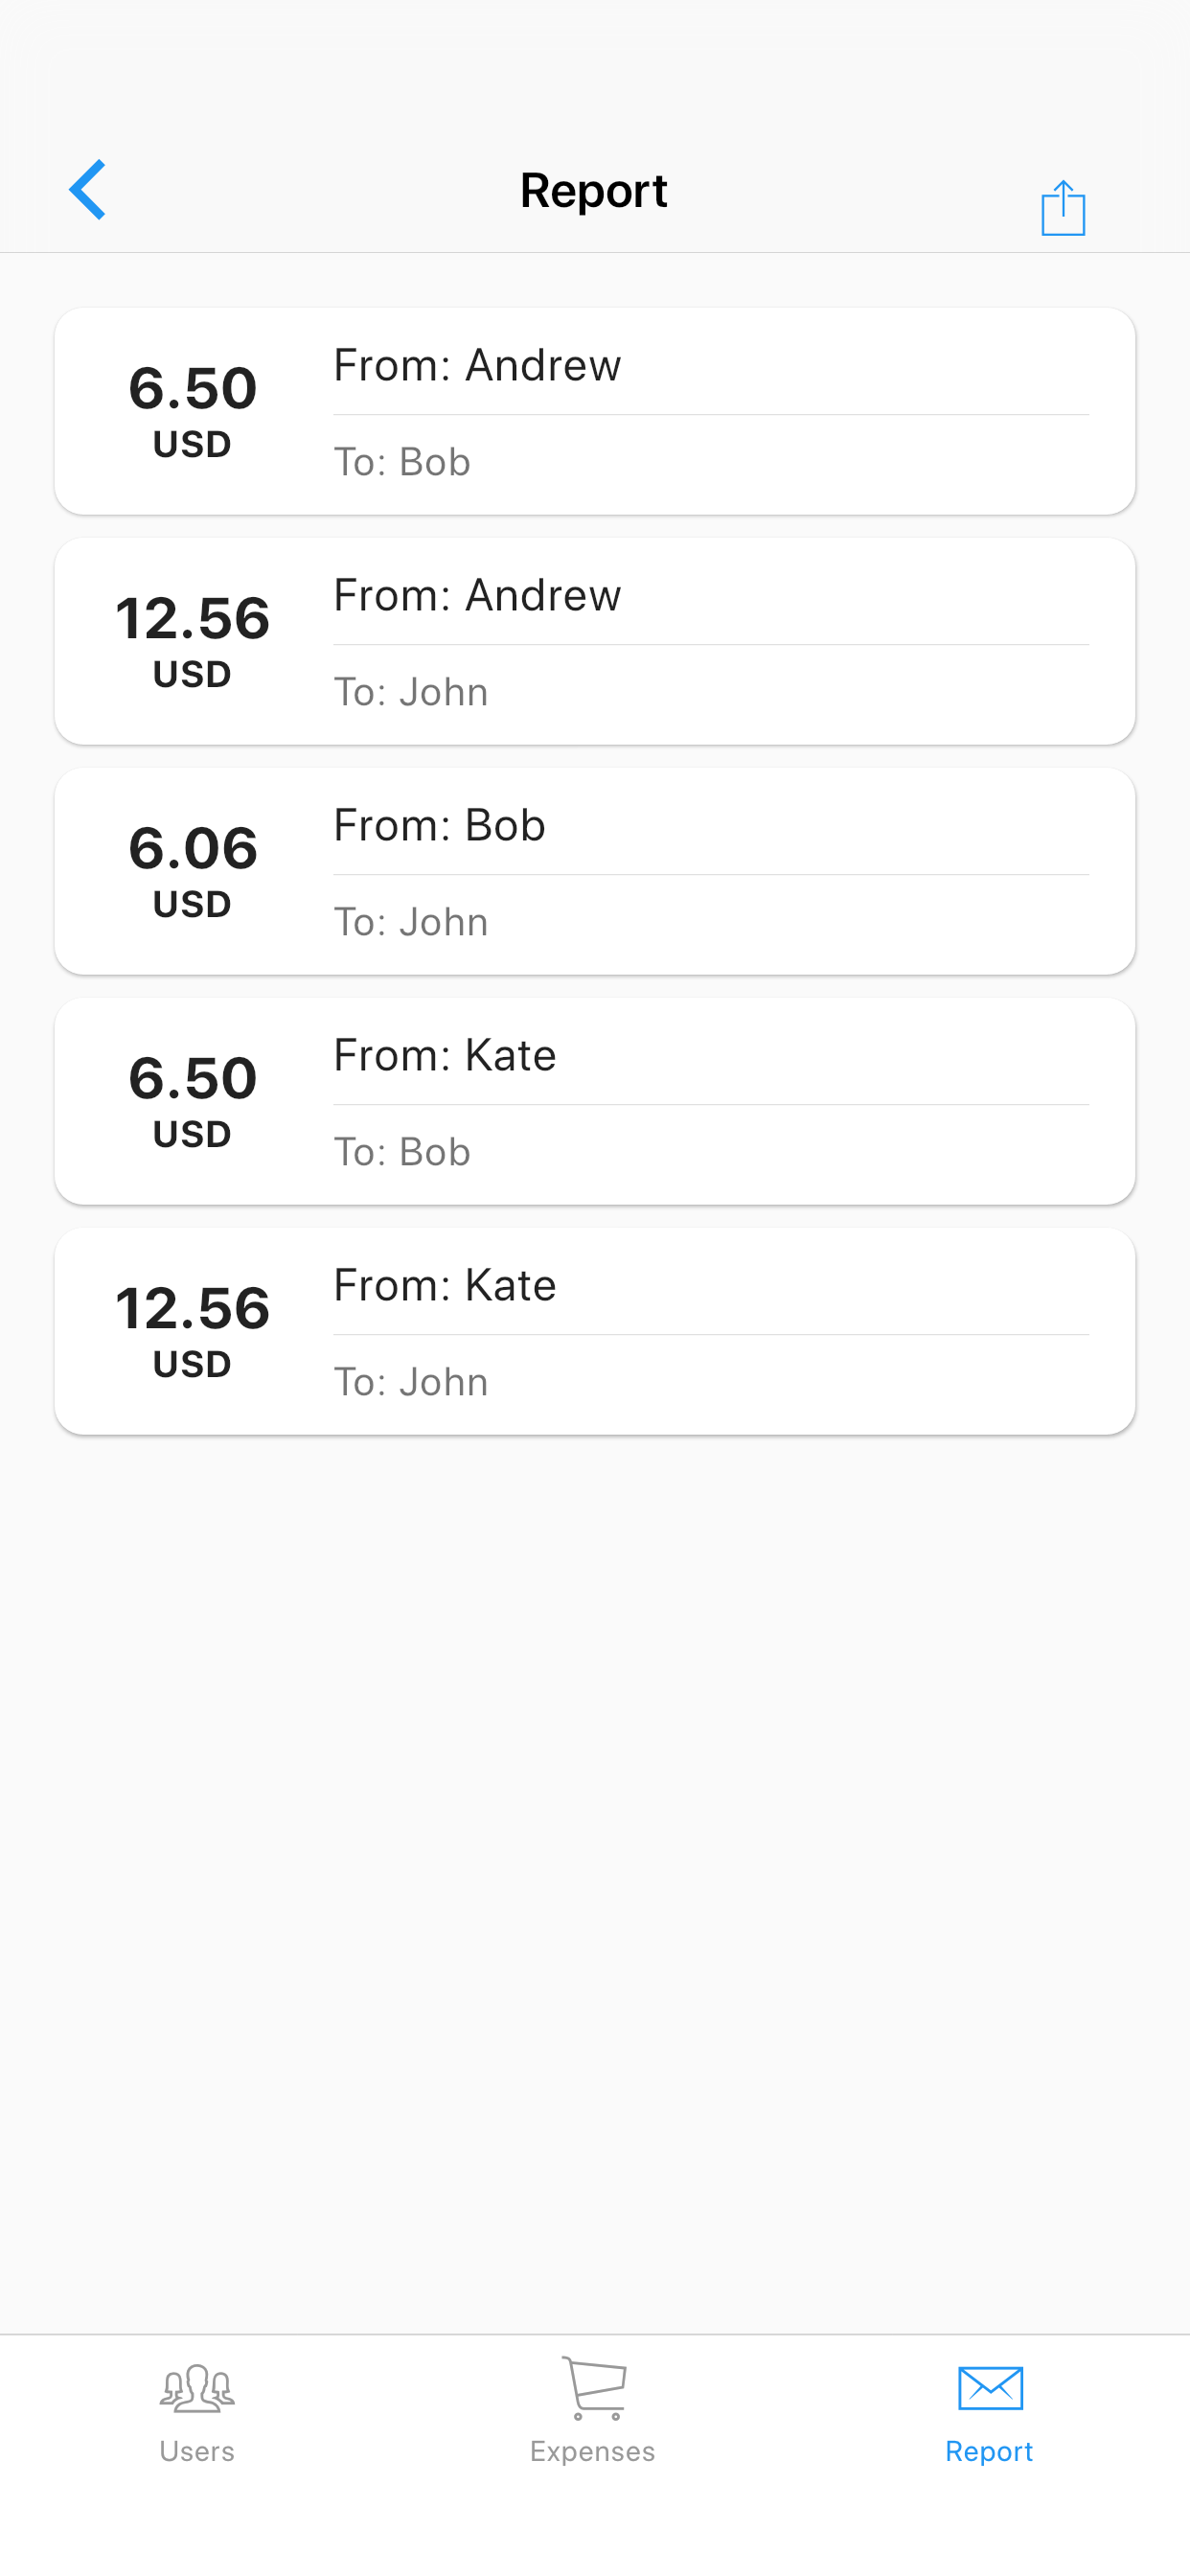 Report
6.50
USD
From: Andrew
To: Bob
12.56
USD
From: Andrew
To: John
6.06
USD
From: Bob
To: John
6.50
USD
From: Kate
To: Bob
12.56
USD
From: Kate
To: John
Users
Expenses
Report